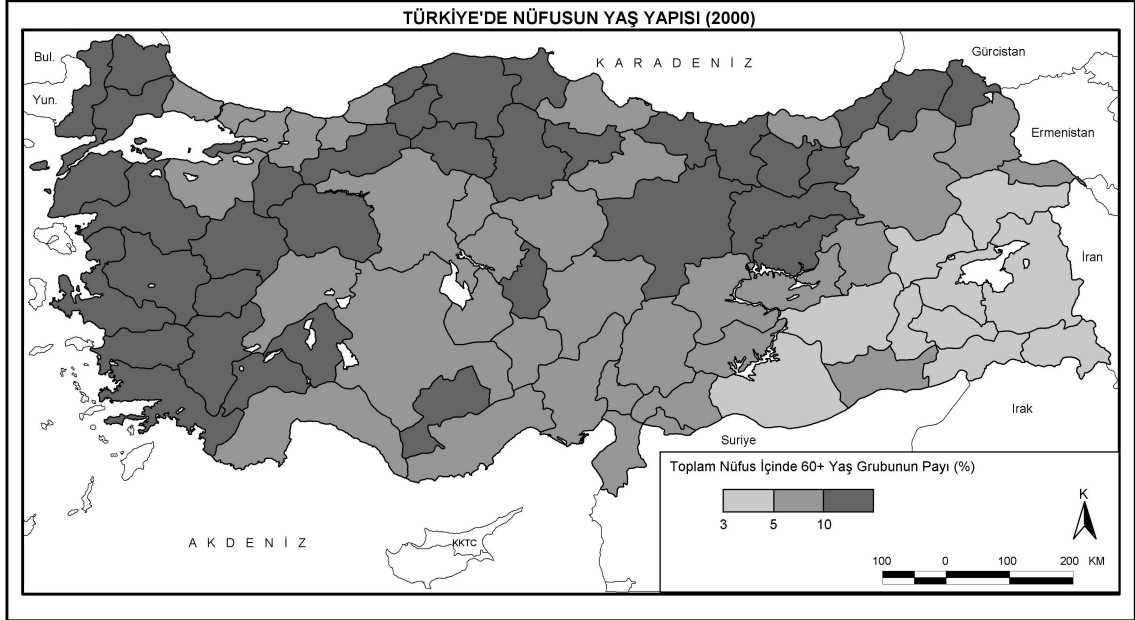 TÜRKİYE'DE NÜFUSUN YAŞ YAPISI (2000)
Bul.
Yun.
K A R A D E N İ Z
Gürcistan
Ermenistan
İran
Irak
Suriye
A K D E N İ Z
KKTC
Toplam Nüfus İçinde 60+ Yaş Grubunun Payı (%)
3 5 10
K
100 0 100 200 KM